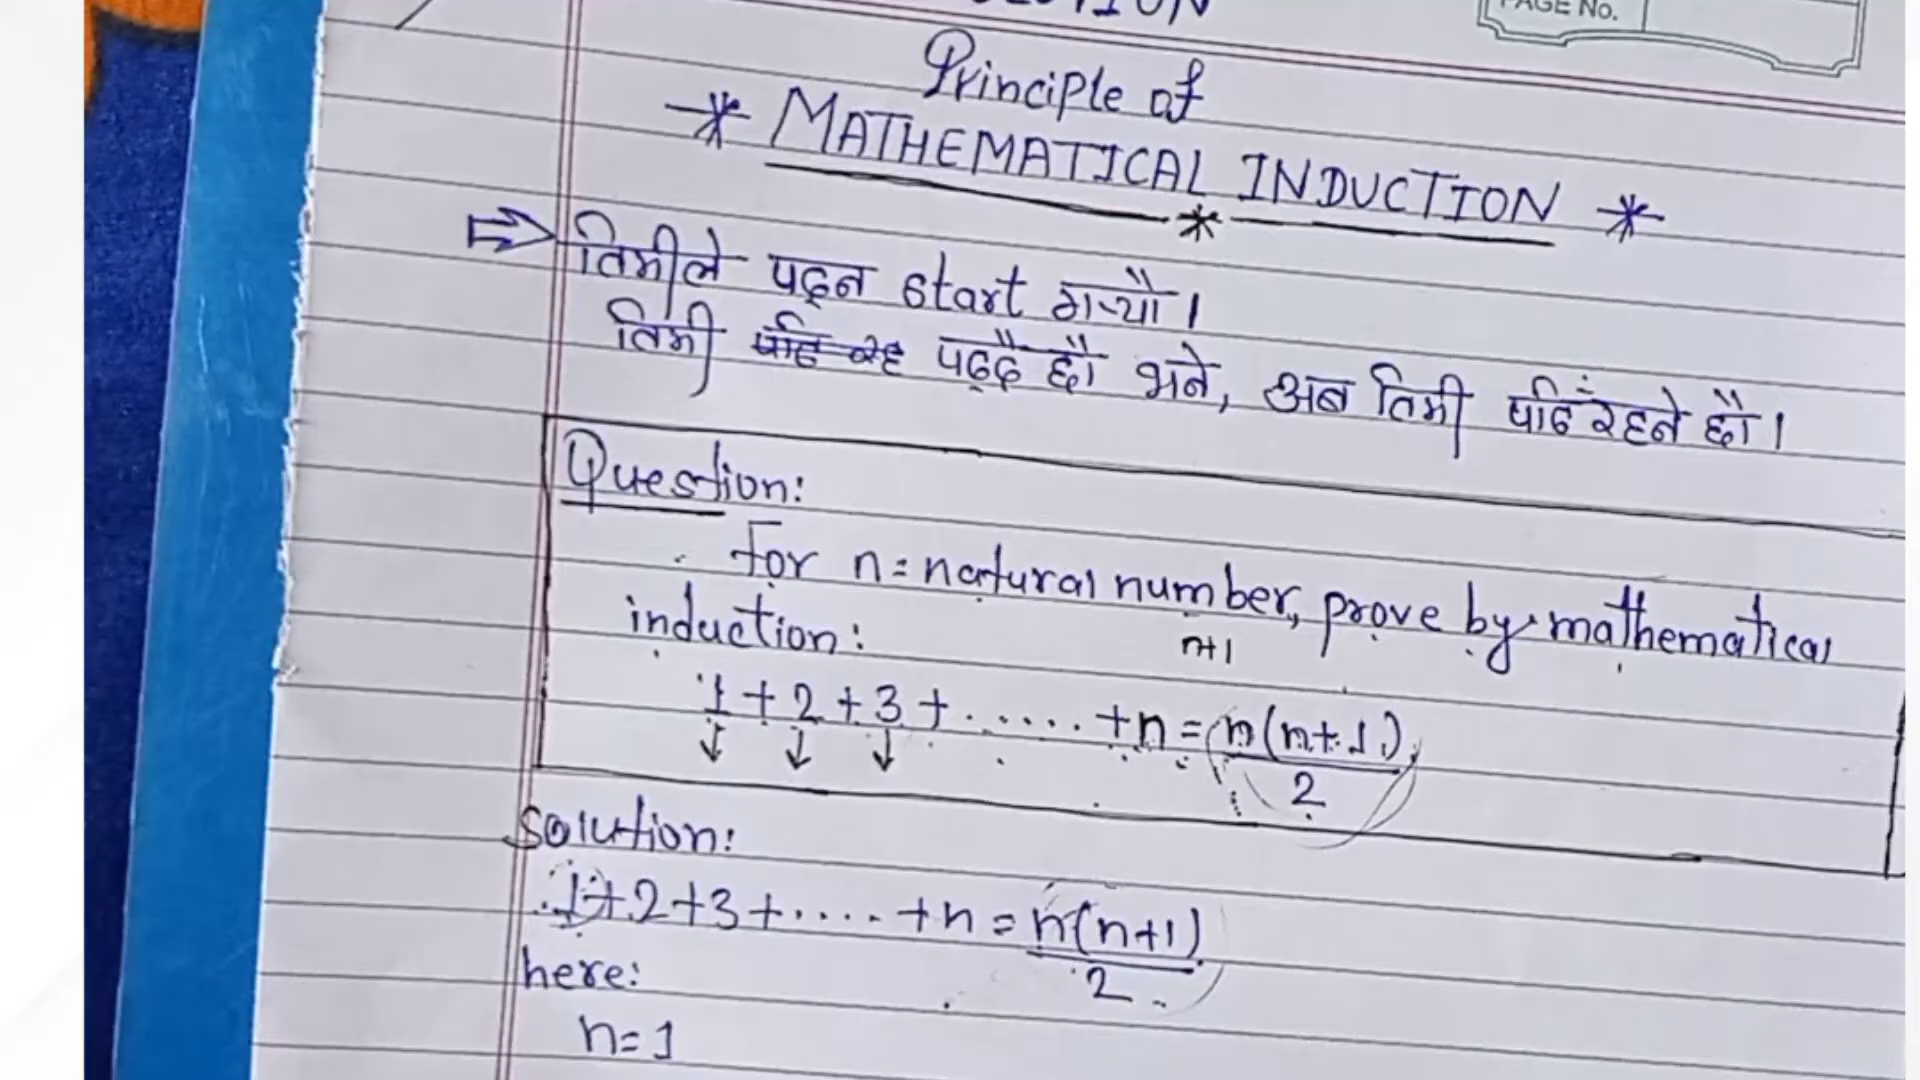 PAGE No.
Principle of
* MATHEMATICAL INDUCTION *
*
⇒ तिमीले पढ्न start गर्‍यौ।
तिमी पढ्दै छौ भने, अब तिमी पढिरहने छौ।
Question:
For n = natural number, prove by mathematical
induction:
n+1
1 + 2 + 3 + ...... + n = n(n+1)
2
Solution:
1+2+3+.....+n = n(n+1)
2
here:
n=1